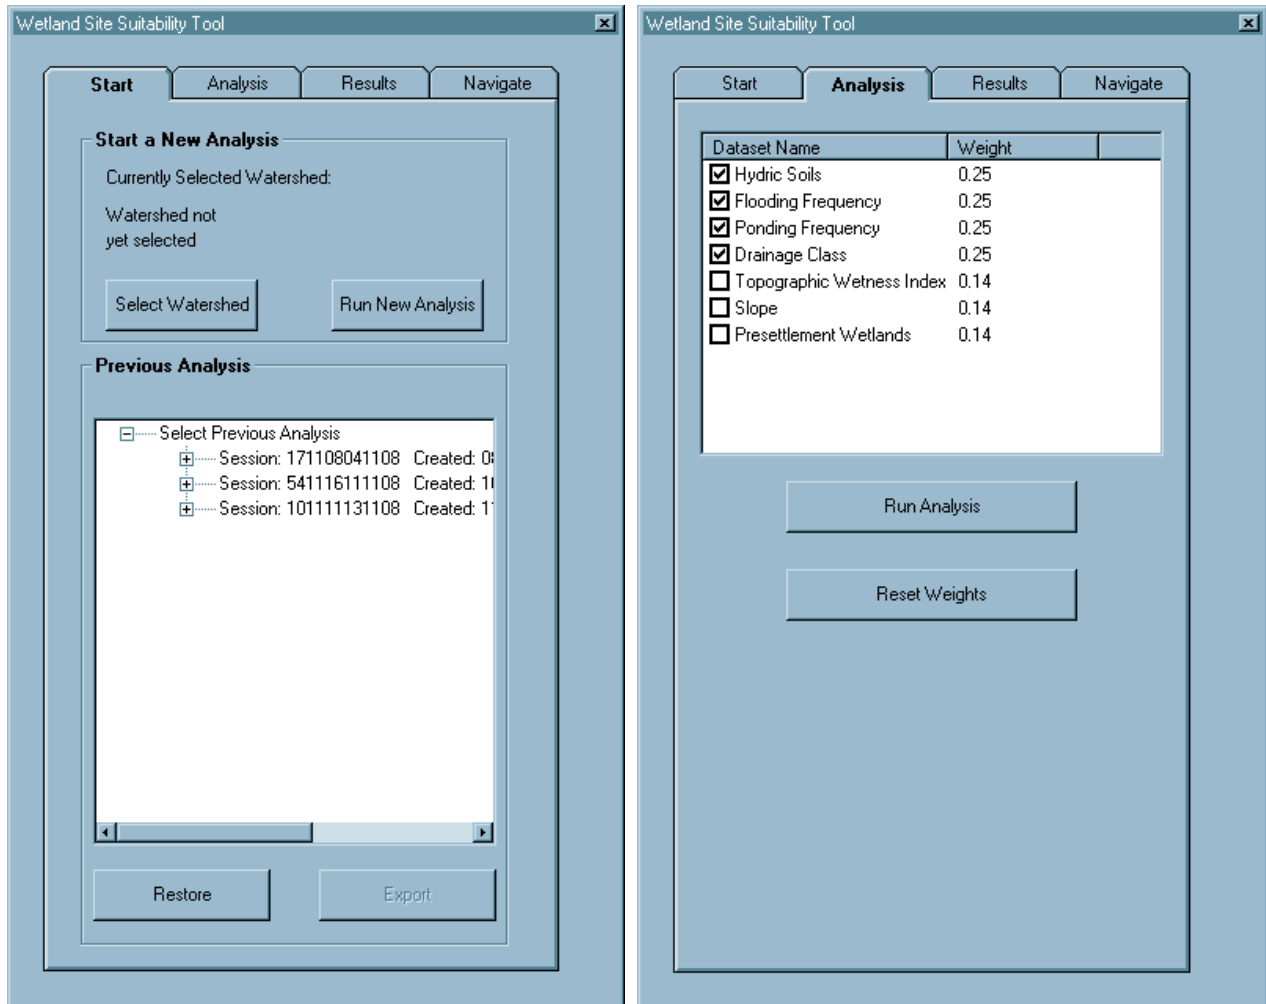 Wetland Site Suitability Tool
Start Analysis Results Navigate
Start a New Analysis
Currently Selected Watershed:
Watershed not
yet selected
Select Watershed Run New Analysis
Previous Analysis
Select Previous Analysis
Session: 171108041108 Created:
Session: 541116111108 Created:
Session: 101111131108 Created:
Restore Export
Wetland Site Suitability Tool
Start Analysis Results Navigate
Dataset Name Weight
Hydric Soils 0.25
Flooding Frequency 0.25
Ponding Frequency 0.25
Drainage Class 0.25
Topographic Wetness Index 0.14
Slope 0.14
Presettlement Wetlands 0.14
Run Analysis
Reset Weights